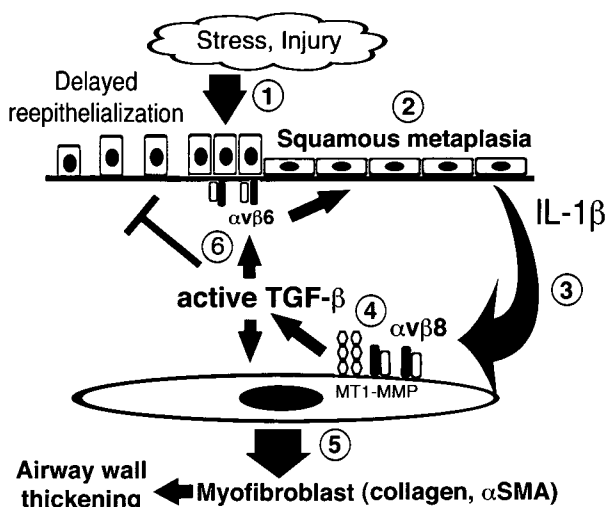 Stress, Injury
Delayed
reepithelialization
①
②
Squamous metaplasia
αvβ6
IL-1β
⑥
③
active TGF-β
④
αvβ8
MT1-MMP
⑤
Airway wall
thickening
Myofibroblast (collagen, αSMA)